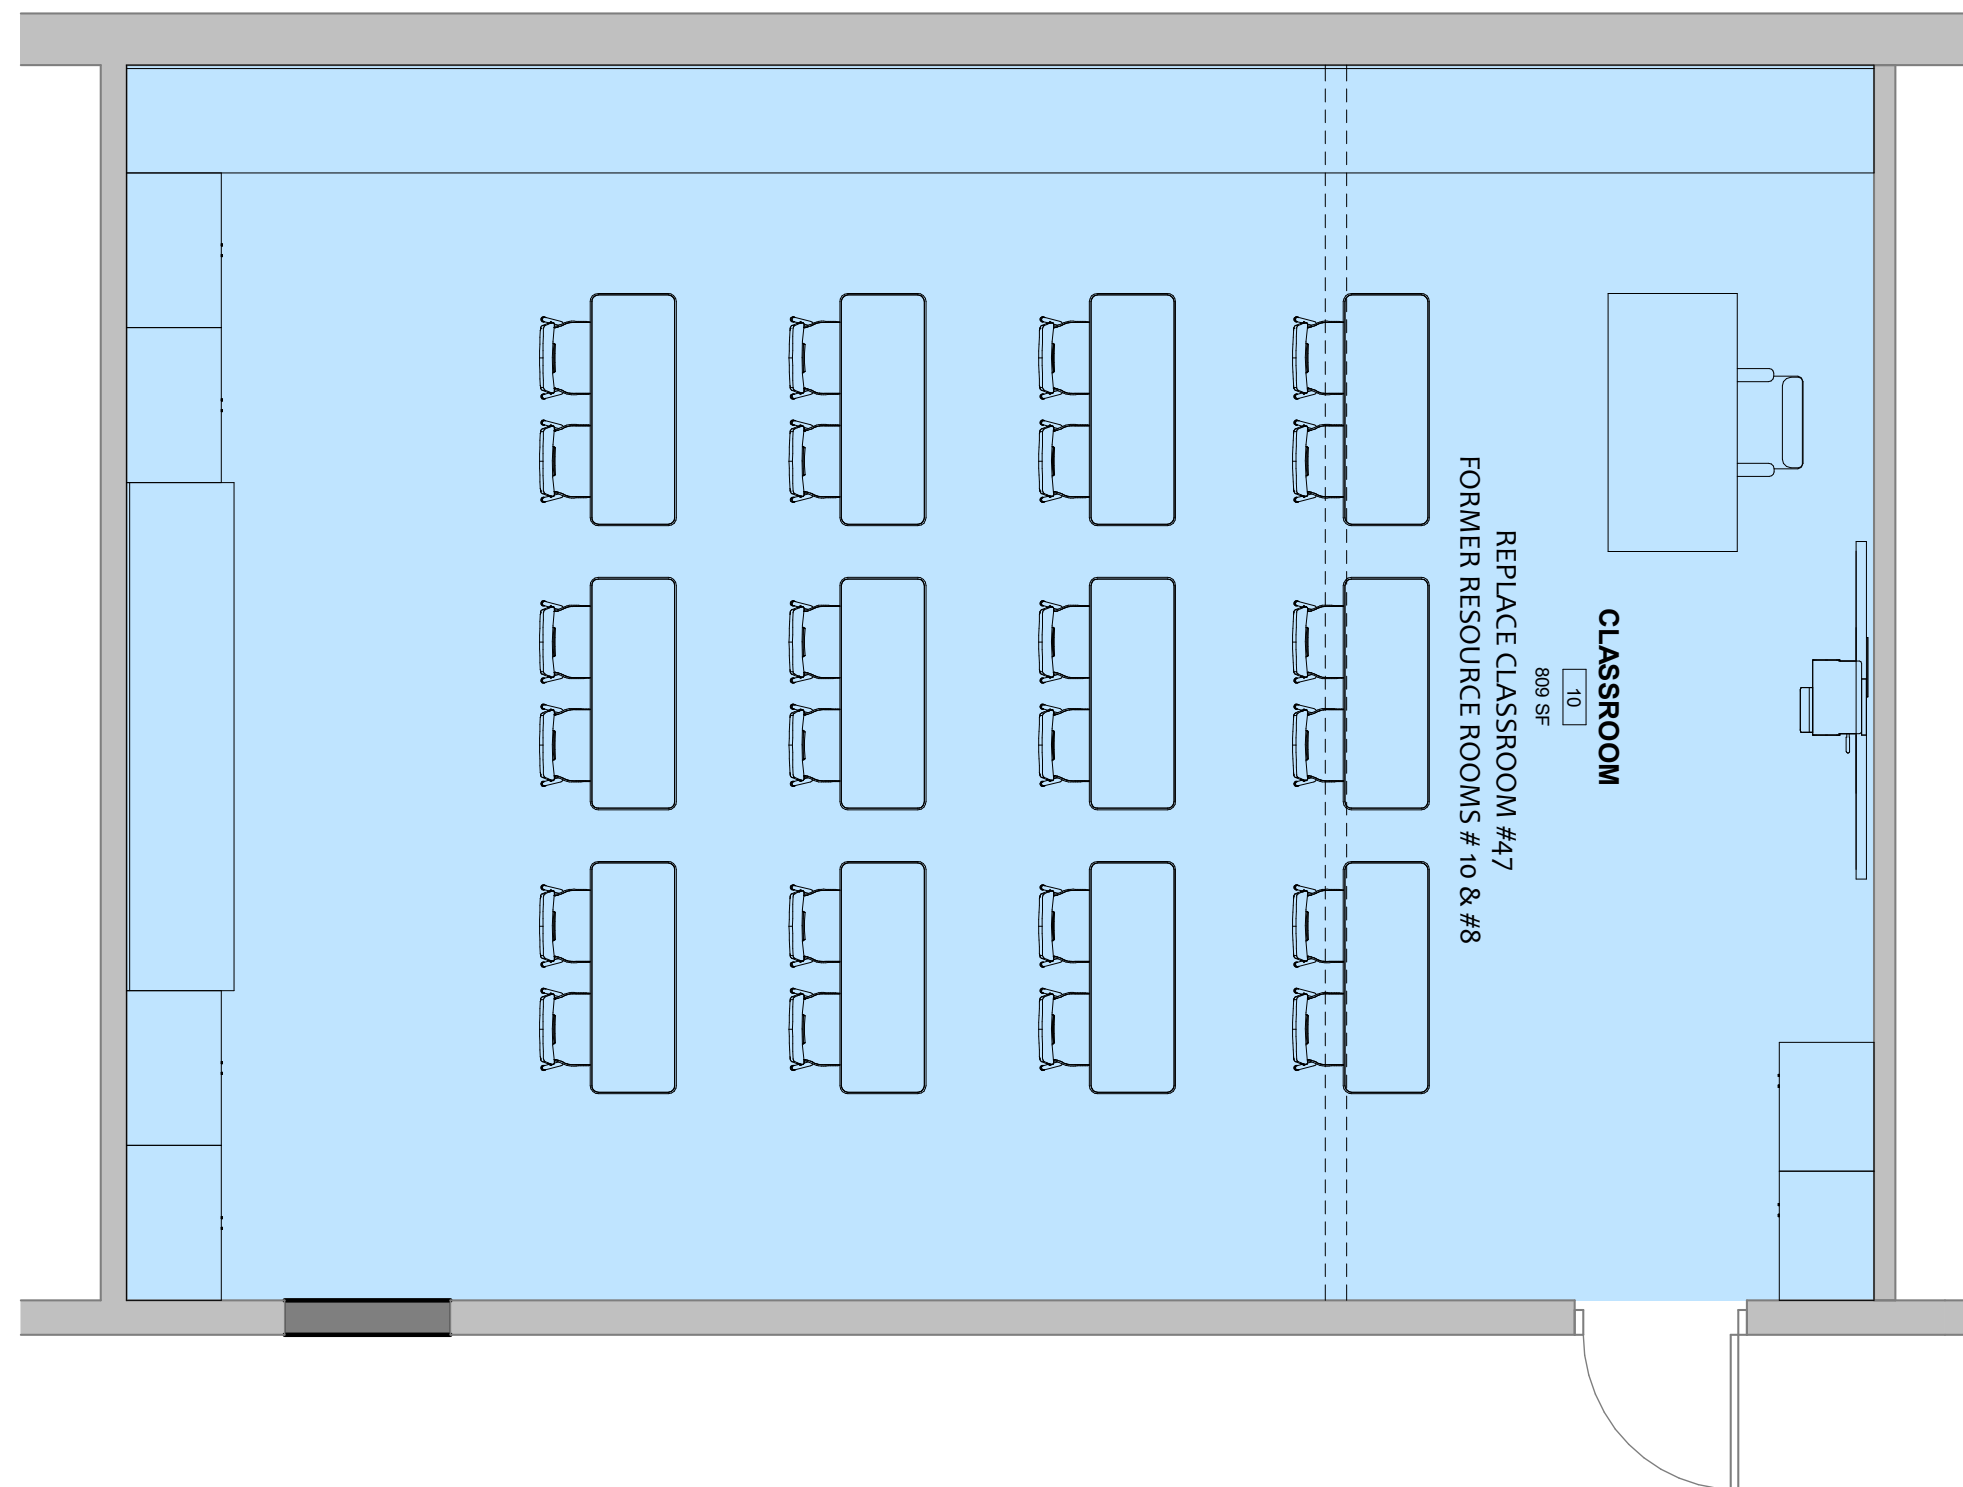 CLASSROOM
10
809 SF
REPLACE CLASSROOM #47
FORMER RESOURCE ROOMS # 10 & #8